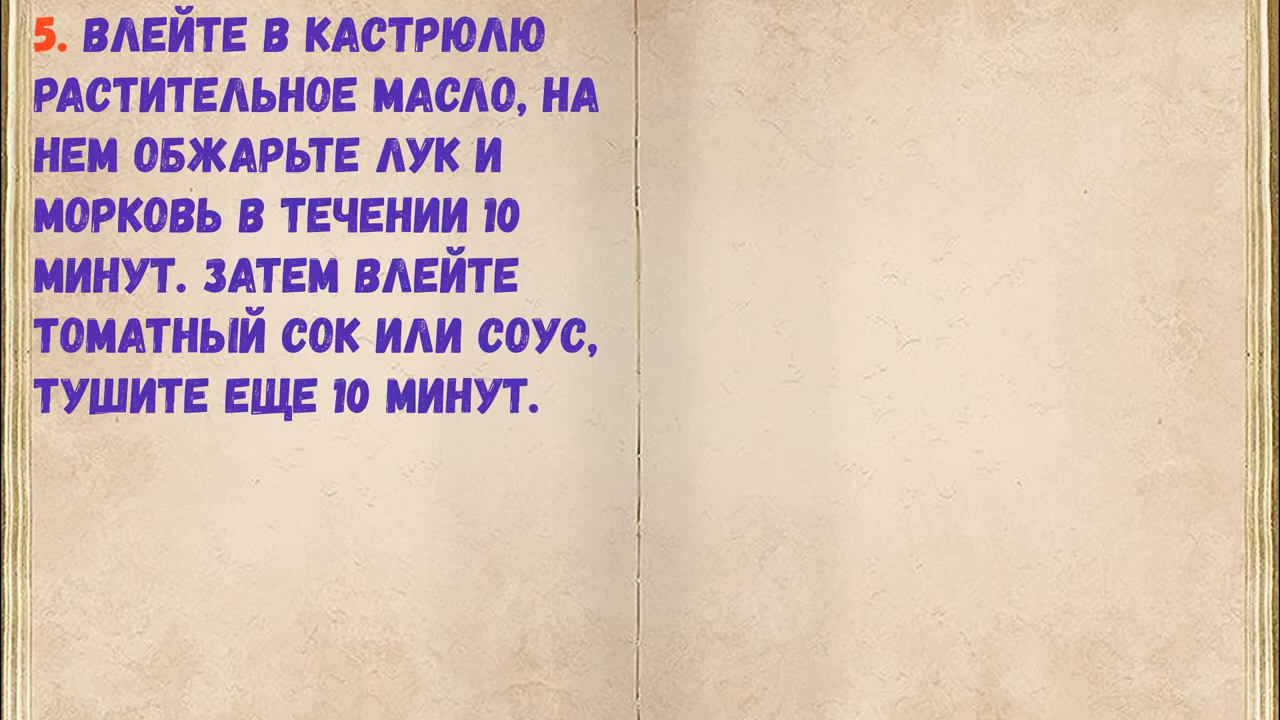 5. ВЛЕЙТЕ В КАСТРЮЛЮ
РАСТИТЕЛЬНОЕ МАСЛО, НА
НЕМ ОБЖАРЬТЕ ЛУК И
МОРКОВЬ В ТЕЧЕНИИ 10
МИНУТ. ЗАТЕМ ВЛЕЙТЕ
ТОМАТНЫЙ СОК ИЛИ СОУС,
ТУШИТЕ ЕЩЕ 10 МИНУТ.